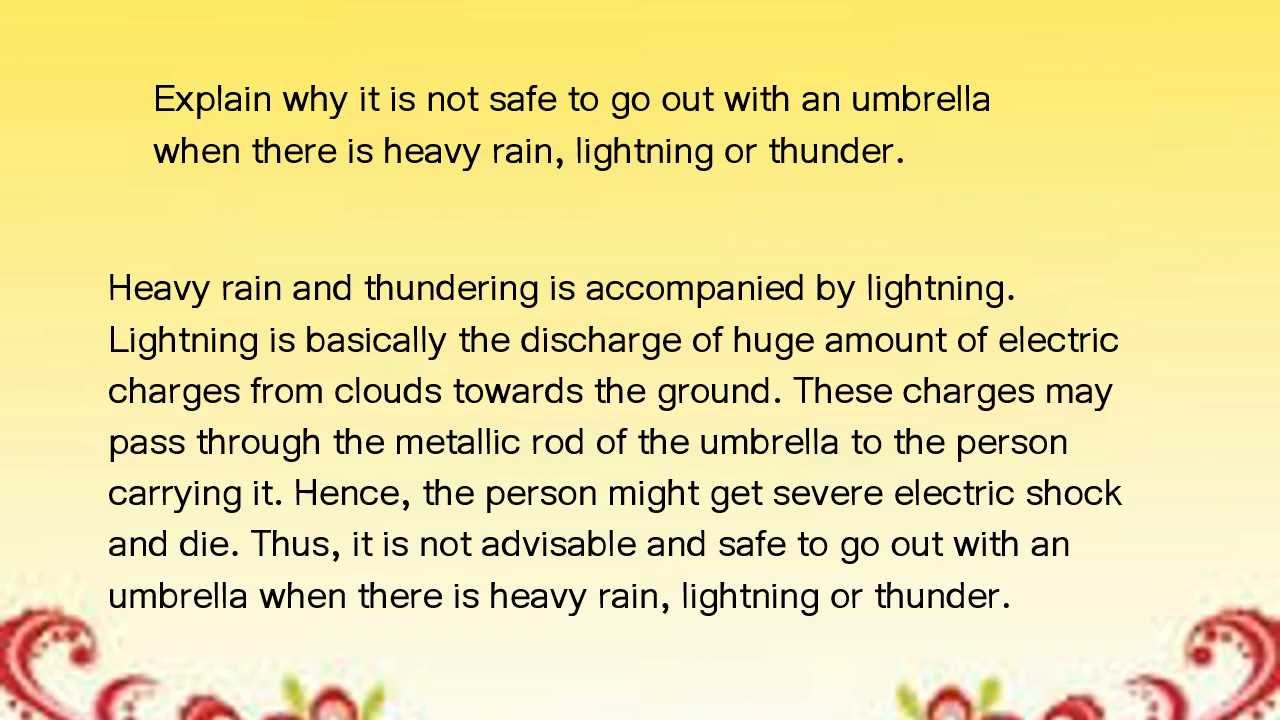 Explain why it is not safe to go out with an umbrella
when there is heavy rain, lightning or thunder.
Heavy rain and thundering is accompanied by lightning.
Lightning is basically the discharge of huge amount of electric
charges from clouds towards the ground. These charges may
pass through the metallic rod of the umbrella to the person
carrying it. Hence, the person might get severe electric shock
and die. Thus, it is not advisable and safe to go out with an
umbrella when there is heavy rain, lightning or thunder.